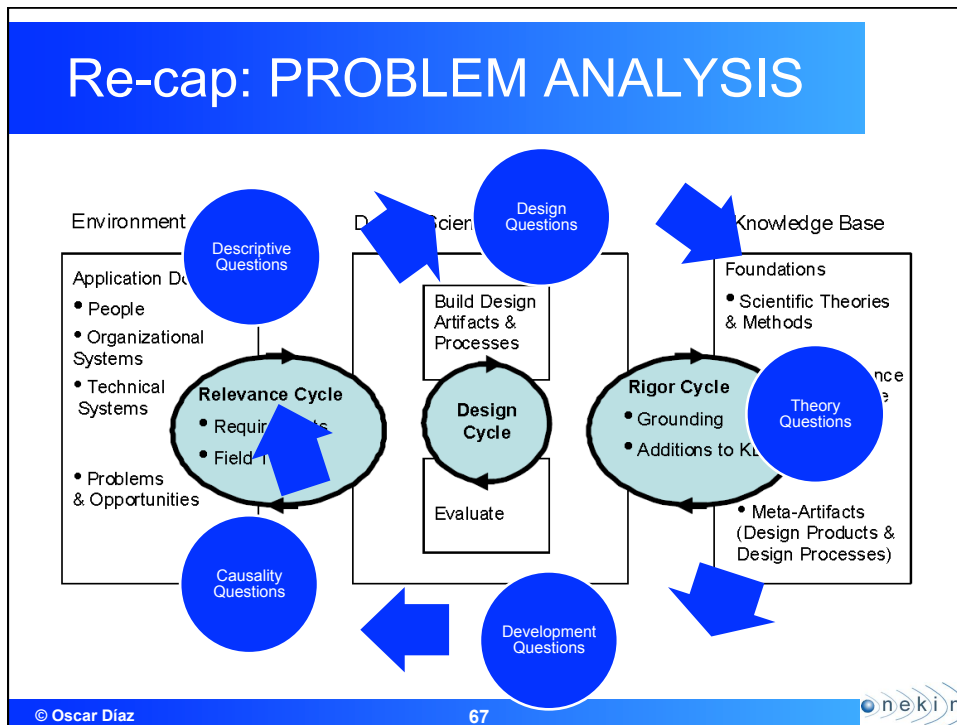 Re-cap: PROBLEM ANALYSIS
Environment
Knowledge Base
Descriptive
Questions
Design
Questions
Application
• People
• Organizational
Systems
• Technical
Systems
• Problems
& Opportunities
Relevance Cycle
•
• Field
Build Design
Artifacts &
Processes
Design
Cycle
Evaluate
Foundations
• Scientific Theories
& Methods
Rigor Cycle
• Grounding
• Additions to
Theory
Questions
• Meta-Artifacts
(Design Products &
Design Processes)
Causality
Questions
Development
Questions
© Oscar Díaz
67
onekin